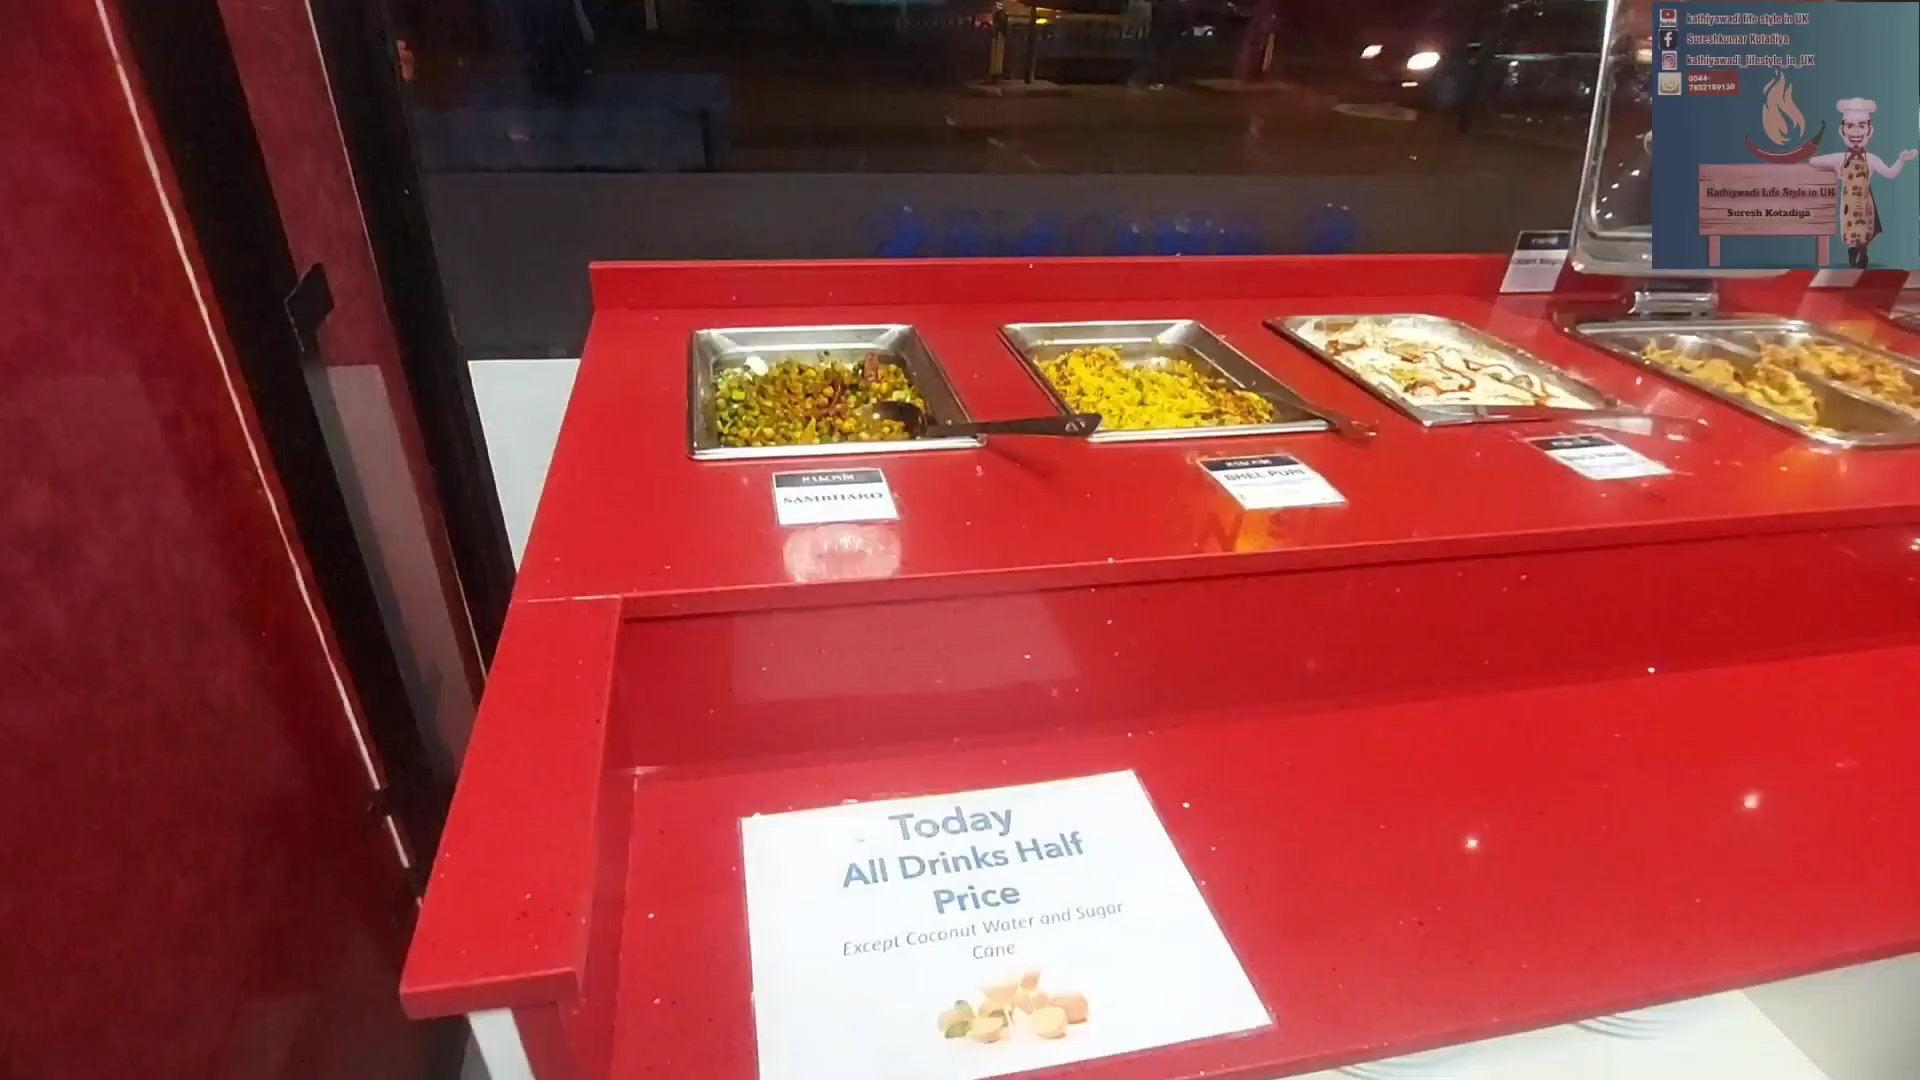 kathiyawadi life style in UK
Sureshkumar Kotadiya
kathiyawadi_lifestyle_in_UK
0044-
7852189130
Kathiywadi Life Style in UK
Suresh Kotadiya
SAMBHARO
BHEL PURI
Today
All Drinks Half
Price
Except Coconut Water and Sugar
Cane